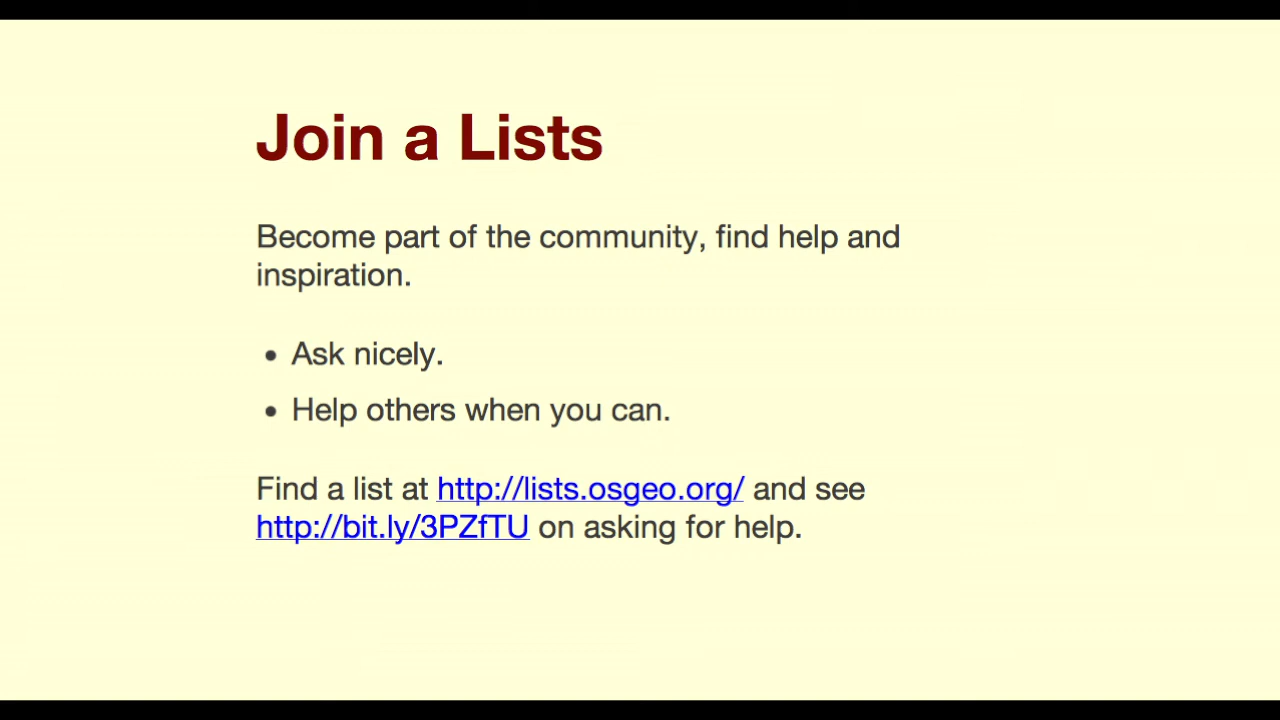 Join a Lists
Become part of the community, find help and
inspiration.
• Ask nicely.
• Help others when you can.
Find a list at http://lists.osgeo.org/ and see
http://bit.ly/3PZfTU on asking for help.